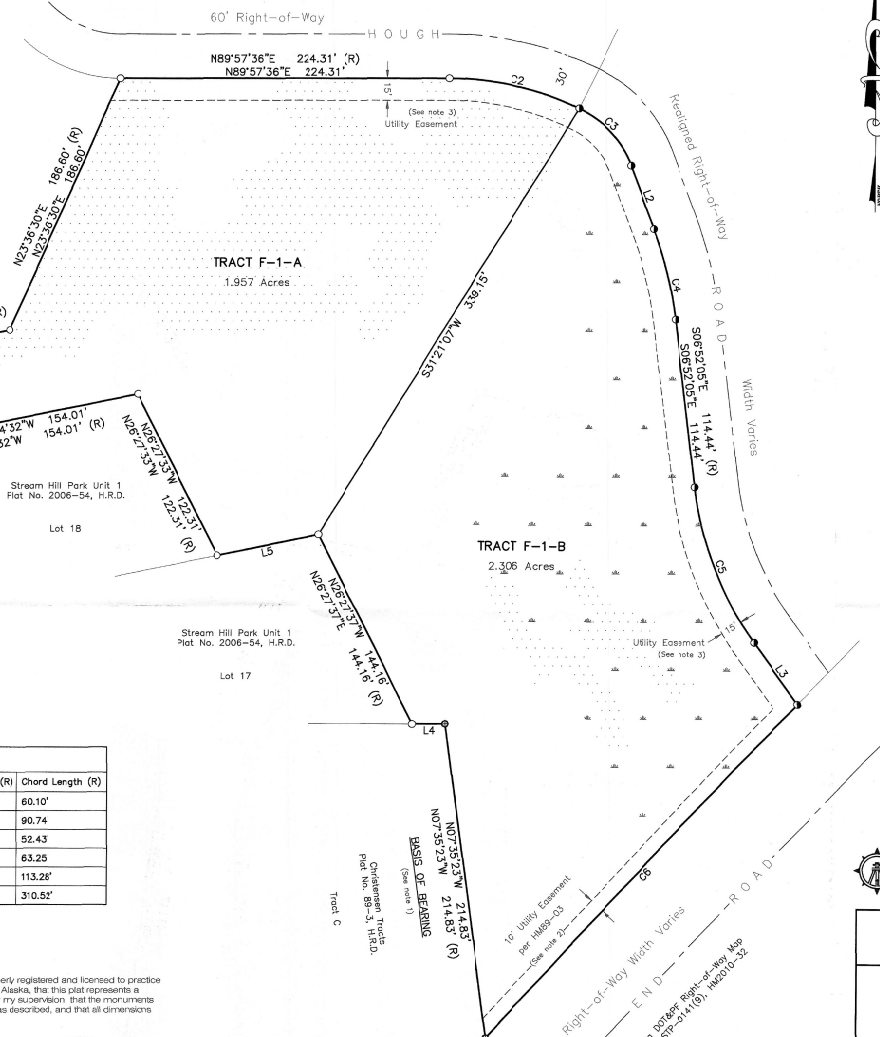 60' Right-of-Way
HOUGH
N89°57'36"E 224.31' (R)
N89°57'36"E 224.31'
C2
30'
15'
(See note 3)
Utility Easement
C3
Realigned Right-of-Way
N23°36'30"E 186.60' (R)
N23°36'30"E 186.60'
L2
TRACT F-1-A
1.957 Acres
S31°21'07"W 339.15'
C4
ROAD
S06°52'05"E 114.44' (R)
S06°52'05"E 114.44'
Width Varies
4'32"W 154.01'
32"W 154.01' (R)
N26°27'33"W 122.31'
N26°27'33"W 122.31' (R)
Stream Hill Park Unit 1
Plat No. 2006-54, H.R.D.
Lot 18
L5
TRACT F-1-B
2.306 Acres
C5
N26°27'37"W 144.16'
N26°27'37"E 144.16' (R)
Stream Hill Park Unit 1
Plat No. 2006-54, H.R.D.
Lot 17
Utility Easement
(See note 3)
15'
L3
L4
(R) Chord Length (R)
60.10'
90.74
52.43
63.25
113.28'
310.52'
N07°35'23"W 214.83'
N07°35'23"W 214.83' (R)
BASIS OF BEARING
(See note 1)
Christensen Tracts
Plat No. 89-3, H.R.D.
Tract C
C6
10' Utility Easement
per HM89-03
(See note 2)
Right-of-Way Width Varies
END ROAD
DOT&PF Right-of-Way Map
STP-0141(9), HM2010-32
erly registered and licensed to practice
Alaska, that this plat represents a
my supervision that the monuments
as described, and that all dimensions